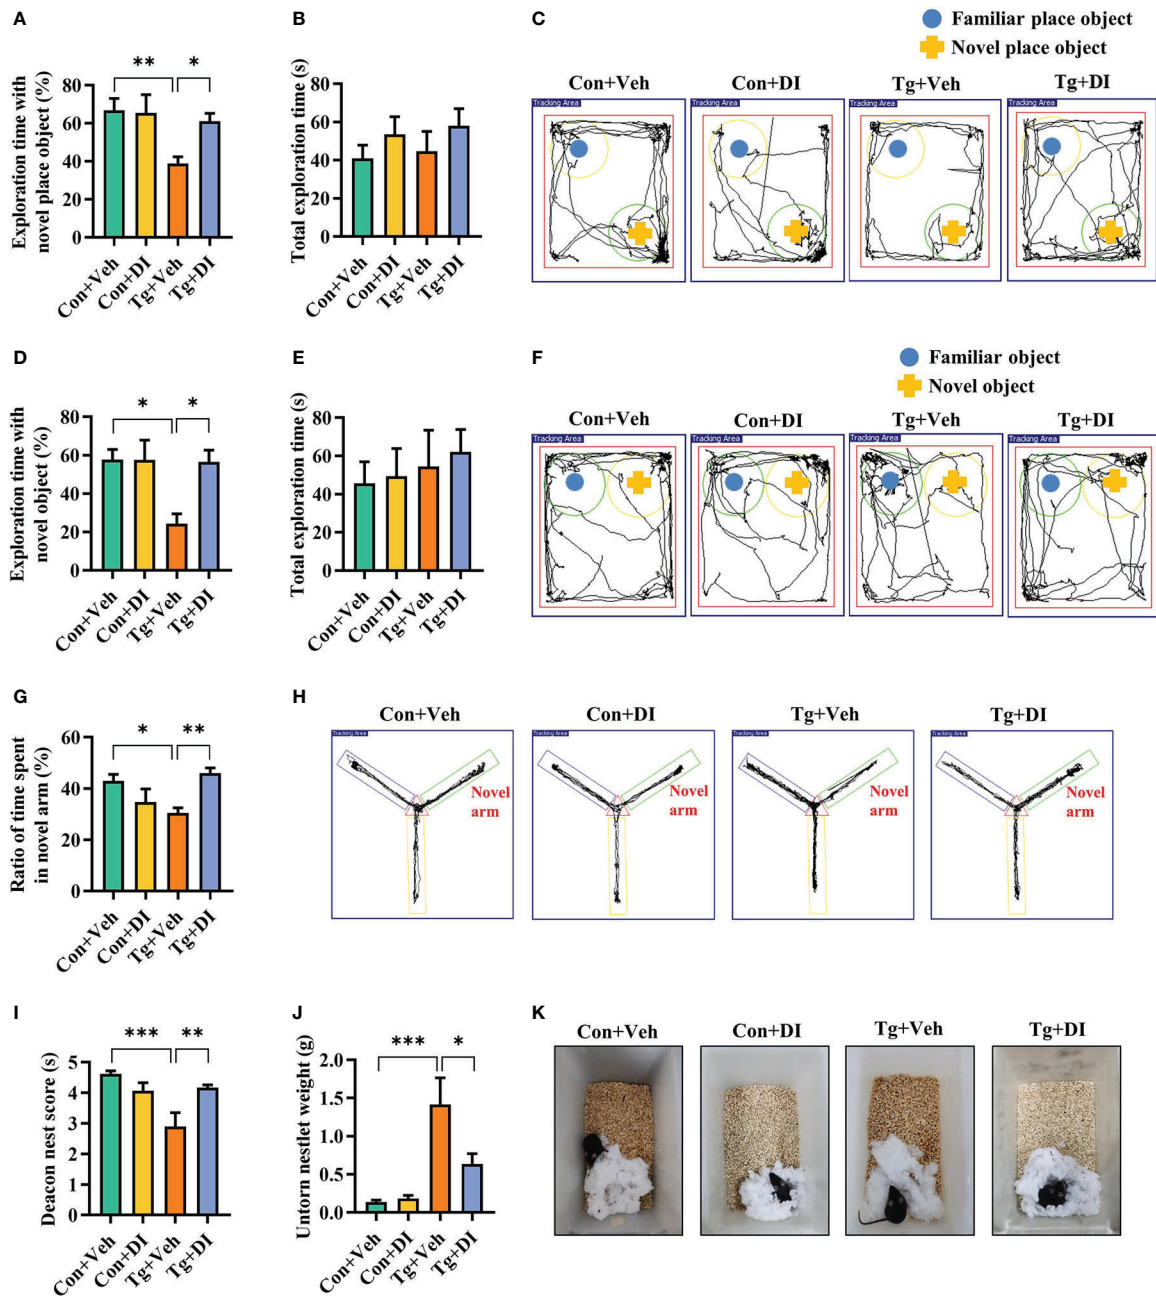 A
Exploration time with
novel place object (%)
80
60
40
20
0
** *
Con+Veh
Con+DI
Tg+Veh
Tg+DI
B
Total exploration time (s)
80
60
40
20
0
Con+Veh
Con+DI
Tg+Veh
Tg+DI
C
Familiar place object
Novel place object
Con+Veh Con+DI Tg+Veh Tg+DI
Tracking Area Tracking Area Tracking Area Tracking Area
D
Exploration time with
novel object (%)
80
60
40
20
0
* *
Con+Veh
Con+DI
Tg+Veh
Tg+DI
E
Total exploration time (s)
80
60
40
20
0
Con+Veh
Con+DI
Tg+Veh
Tg+DI
F
Familiar object
Novel object
Con+Veh Con+DI Tg+Veh Tg+DI
Tracking Area Tracking Area Tracking Area Tracking Area
G
Ratio of time spent
in novel arm (%)
60
40
20
0
* **
Con+Veh
Con+DI
Tg+Veh
Tg+DI
H
Con+Veh Con+DI Tg+Veh Tg+DI
Tracking Area Tracking Area Tracking Area Tracking Area
Novel Novel Novel Novel
arm arm arm arm
I
Deacon nest score (s)
5
4
3
2
1
0
*** **
Con+Veh
Con+DI
Tg+Veh
Tg+DI
J
Untorn nestlet weight (g)
2.0
1.5
1.0
0.5
0.0
*** *
Con+Veh
Con+DI
Tg+Veh
Tg+DI
K
Con+Veh Con+DI Tg+Veh Tg+DI